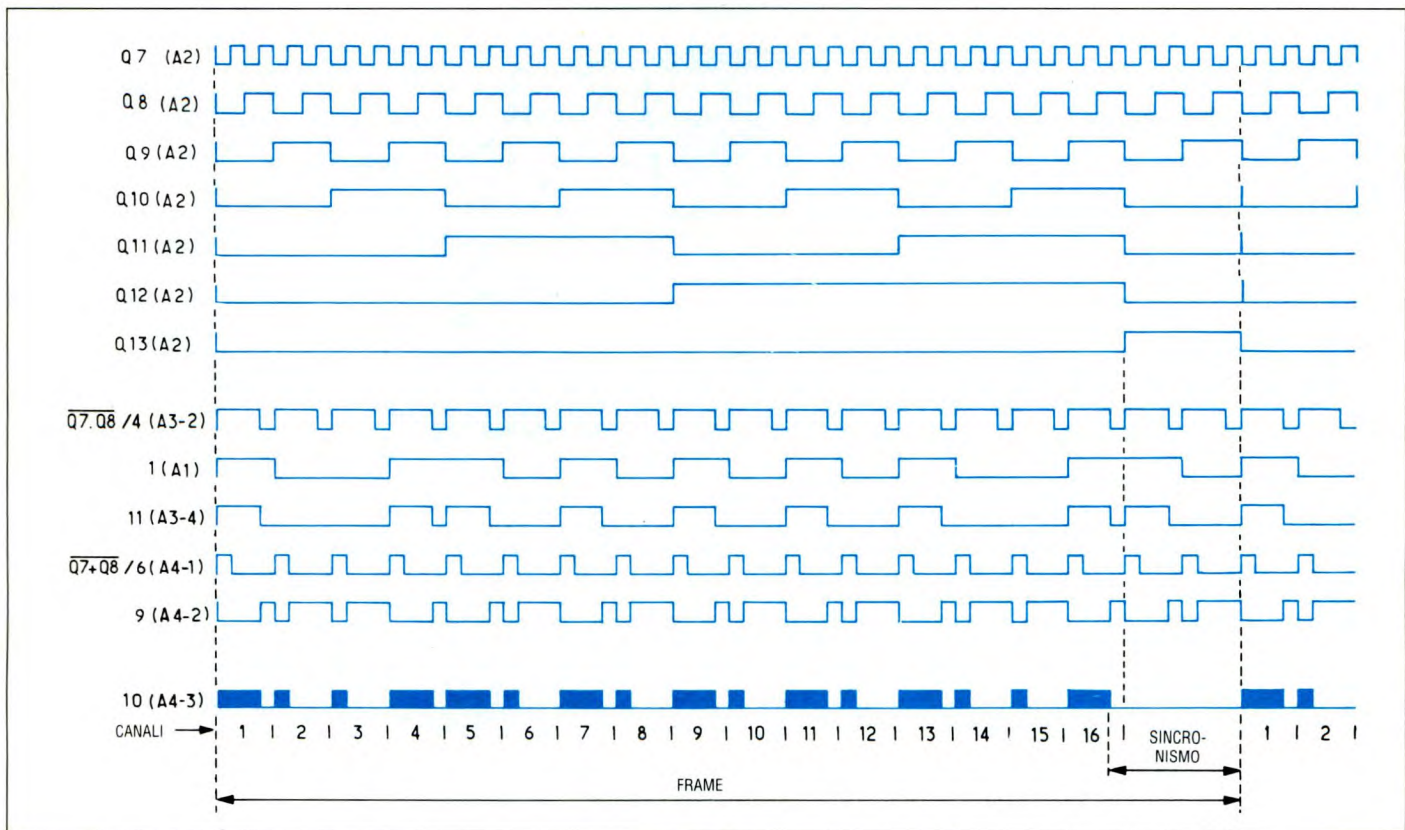 Q7 (A2)
Q8 (A2)
Q9 (A2)
Q10 (A2)
Q11 (A2)
Q12 (A2)
Q13 (A2)
Q7.Q8 /4 (A3-2)
1 (A1)
11 (A3-4)
Q7+Q8 /6 (A4-1)
9 (A4-2)
10 (A4-3)
CANALI → 1 | 2 | 3 | 4 | 5 | 6 | 7 | 8 | 9 | 10 | 11 | 12 | 13 | 14 | 15 | 16 | SINCRO-NISMO 1 | 2 |
FRAME